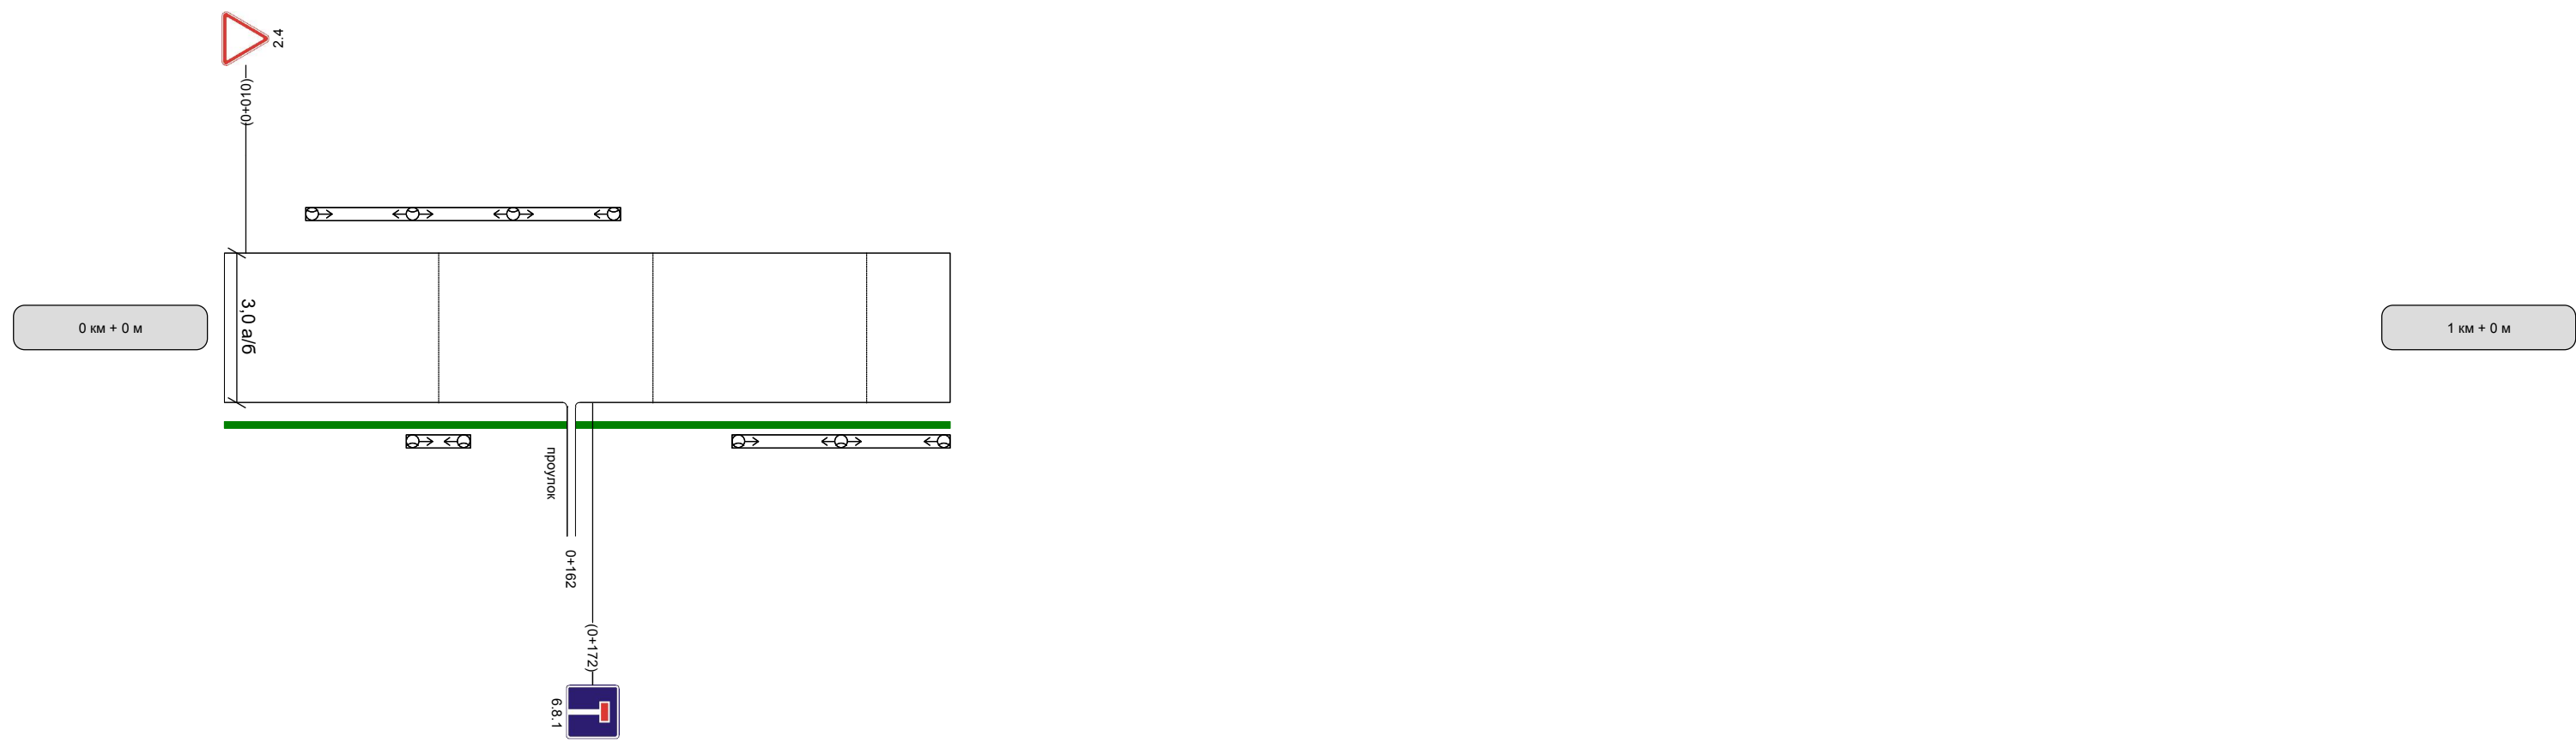 2.4
(0+010)
0 км + 0 м
3,0 а/б
1 км + 0 м
проулок
0+162
(0+172)
6.8.1